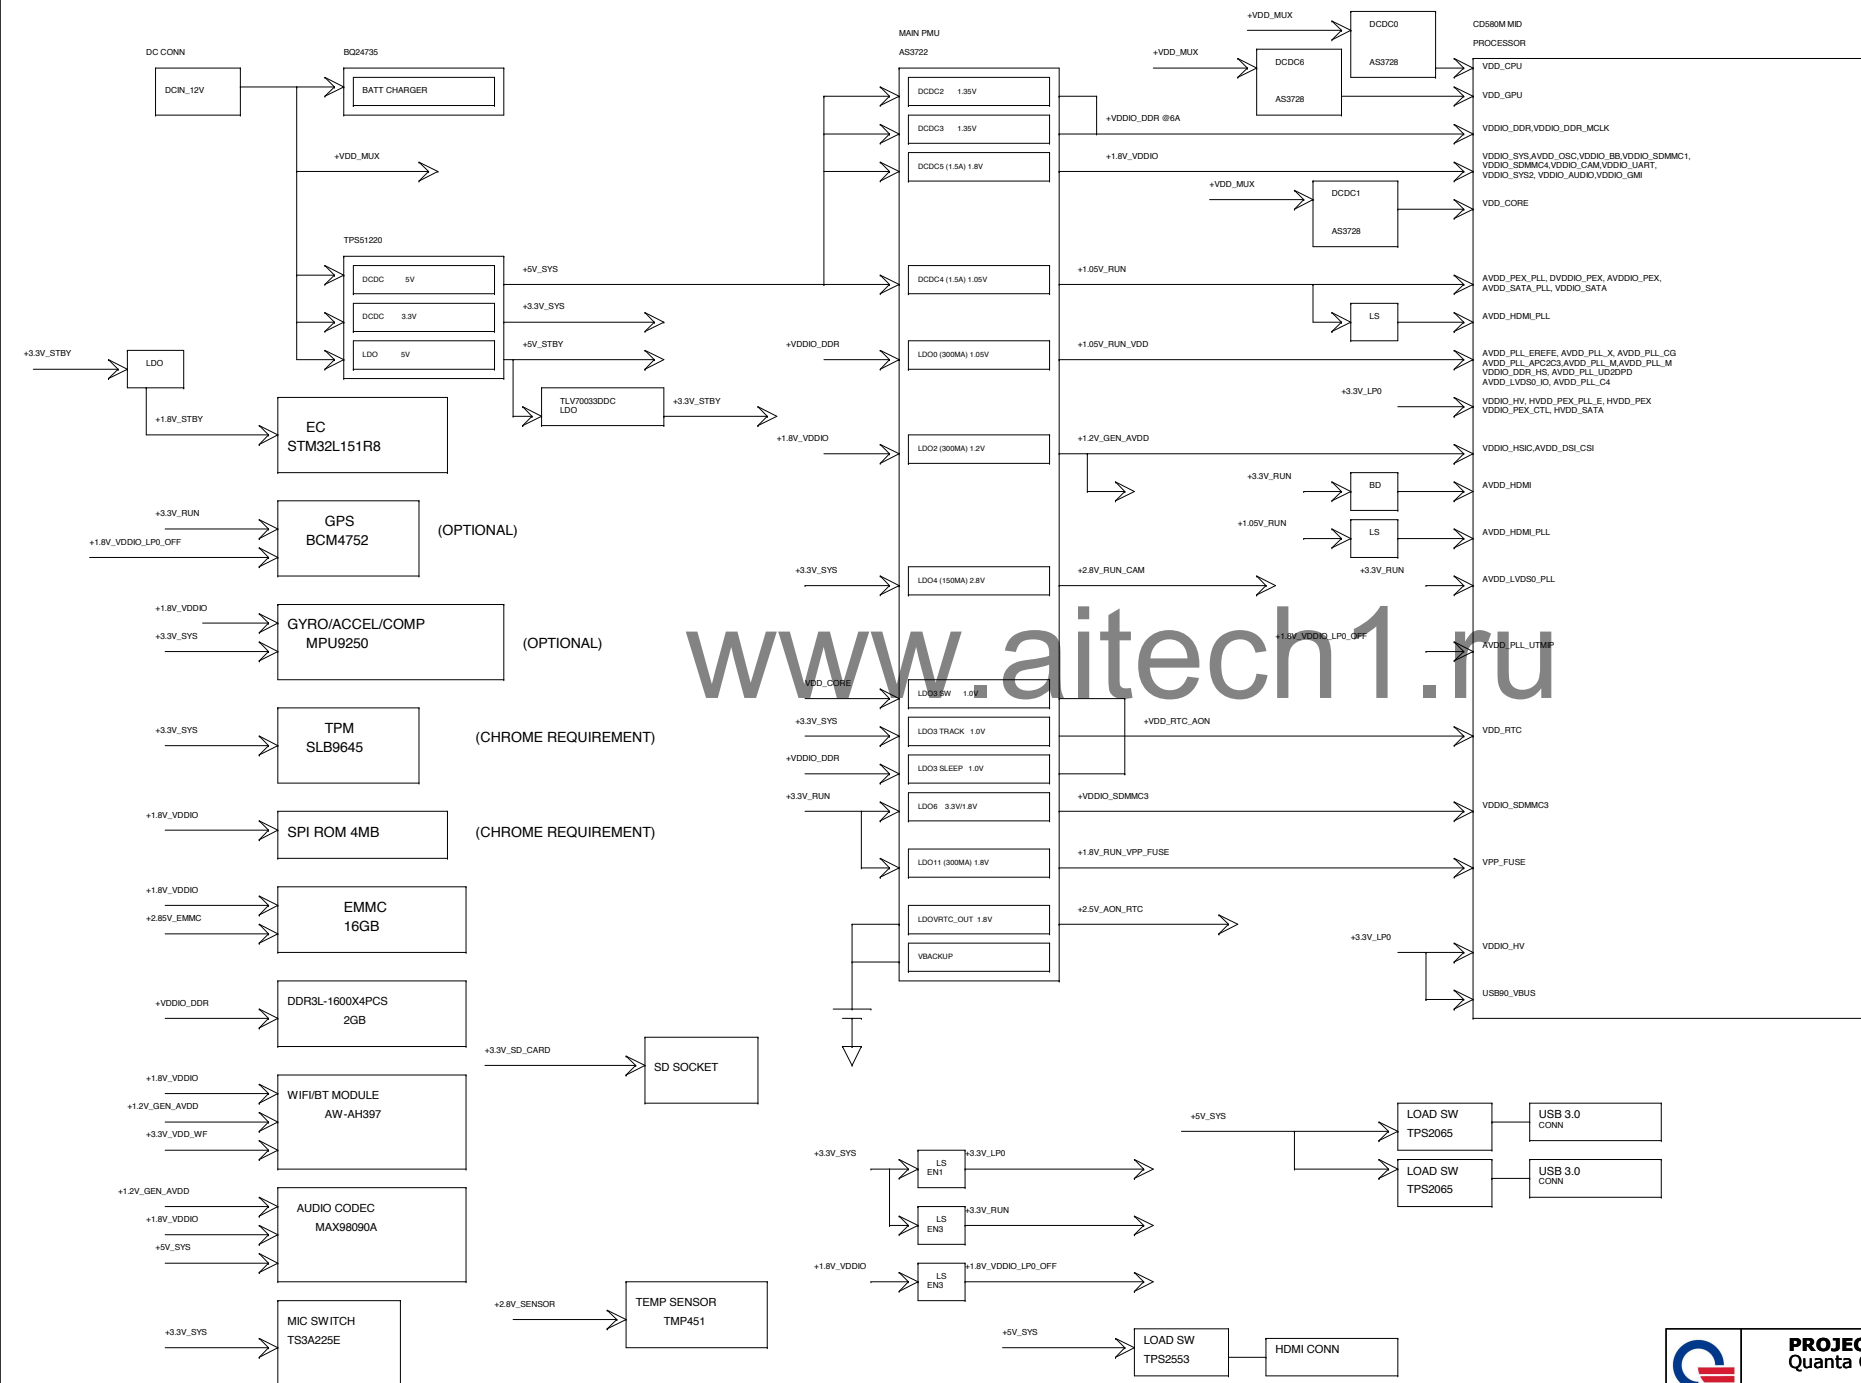 DC CONN
DCIN_12V
BQ24735
BATT CHARGER
+VDD_MUX
TPS51220
DCDC 5V
DCDC 3.3V
LDO 5V
+5V_SYS
+3.3V_SYS
+5V_STBY
TLV70033DDC
LDO
+3.3V_STBY
+3.3V_STBY
LDO
+1.8V_STBY
EC
STM32L151R8
+3.3V_RUN
+1.8V_VDDIO_LP0_OFF
GPS
BCM4752
(OPTIONAL)
+1.8V_VDDIO
+3.3V_SYS
GYRO/ACCEL/COMP
MPU9250
(OPTIONAL)
+3.3V_SYS
TPM
SLB9645
(CHROME REQUIREMENT)
+1.8V_VDDIO
SPI ROM 4MB
(CHROME REQUIREMENT)
+1.8V_VDDIO
+2.85V_EMMC
EMMC
16GB
+VDDIO_DDR
DDR3L-1600X4PCS
2GB
+1.8V_VDDIO
+1.2V_GEN_AVDD
+3.3V_VDD_WF
WIFI/BT MODULE
AW-AH397
+1.2V_GEN_AVDD
+1.8V_VDDIO
+5V_SYS
AUDIO CODEC
MAX98090A
+3.3V_SYS
MIC SWITCH
TS3A225E
+3.3V_SD_CARD
SD SOCKET
+2.8V_SENSOR
TEMP SENSOR
TMP451
MAIN PMU
AS3722
DCDC2 1.35V
DCDC3 1.35V
DCDC5 (1.5A) 1.8V
DCDC4 (1.5A) 1.05V
+VDDIO_DDR
LDO0 (300MA) 1.05V
+1.8V_VDDIO
LDO2 (300MA) 1.2V
+3.3V_SYS
LDO4 (150MA) 2.8V
VDD_CORE
LDO3 SW 1.0V
+3.3V_SYS
LDO3 TRACK 1.0V
+VDDIO_DDR
LDO3 SLEEP 1.0V
+3.3V_RUN
LDO6 3.3V/1.8V
LDO11 (300MA) 1.8V
LDOVRTC_OUT 1.8V
VBACKUP
+VDDIO_DDR @6A
+1.8V_VDDIO
+1.05V_RUN
+1.05V_RUN_VDD
+1.2V_GEN_AVDD
+2.8V_RUN_CAM
+VDD_RTC_AON
+VDDIO_SDMMC3
+1.8V_RUN_VPP_FUSE
+2.5V_AON_RTC
+VDD_MUX
DCDC0
AS3728
+VDD_MUX
DCDC6
AS3728
+VDD_MUX
DCDC1
AS3728
LS
+3.3V_LP0
+3.3V_RUN
BD
+1.05V_RUN
LS
+3.3V_RUN
+1.8V_VDDIO_LP0_OFF
+3.3V_LP0
CD580M MID
PROCESSOR
VDD_CPU
VDD_GPU
VDDIO_DDR,VDDIO_DDR_MCLK
VDDIO_SYS,AVDD_OSC,VDDIO_BB,VDDIO_SDMMC1,
VDDIO_SDMMC4,VDDIO_CAM,VDDIO_UART,
VDDIO_SYS2, VDDIO_AUDIO,VDDIO_GMI
VDD_CORE
AVDD_PEX_PLL, DVDDIO_PEX, AVDDIO_PEX,
AVDD_SATA_PLL, VDDIO_SATA
AVDD_HDMI_PLL
AVDD_PLL_EREFE, AVDD_PLL_X, AVDD_PLL_CG
AVDD_PLL_APC2C3,AVDD_PLL_M,AVDD_PLL_M
VDDIO_DDR_HS, AVDD_PLL_UD2DPD
AVDD_LVDS0_IO, AVDD_PLL_C4
VDDIO_HV, HVDD_PEX_PLL_E, HVDD_PEX
VDDIO_PEX_CTL, HVDD_SATA
VDDIO_HSIC,AVDD_DSI_CSI
AVDD_HDMI
AVDD_HDMI_PLL
AVDD_LVDS0_PLL
AVDD_PLL_UTMIP
VDD_RTC
VDDIO_SDMMC3
VPP_FUSE
VDDIO_HV
USB90_VBUS
www.aitech1.ru
+3.3V_SYS
LS
EN1
+3.3V_LP0
LS
EN3
+3.3V_RUN
+1.8V_VDDIO
LS
EN3
+1.8V_VDDIO_LP0_OFF
+5V_SYS
LOAD SW
TPS2065
USB 3.0
CONN
LOAD SW
TPS2065
USB 3.0
CONN
+5V_SYS
LOAD SW
TPS2553
HDMI CONN
PROJEC
Quanta